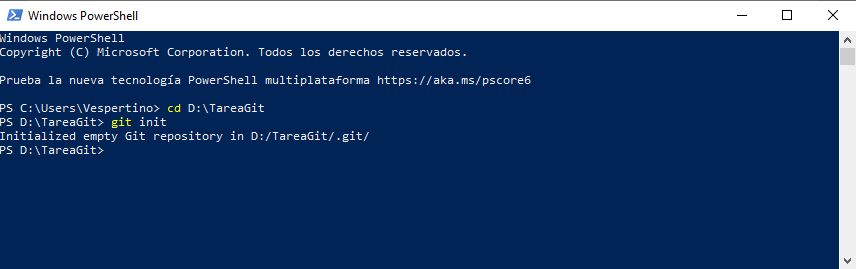 Windows PowerShell
Windows PowerShell
Copyright (C) Microsoft Corporation. Todos los derechos reservados.
Prueba la nueva tecnología PowerShell multiplataforma https://aka.ms/pscore6
PS C:\Users\Vespertino> cd D:\TareaGit
PS D:\TareaGit> git init
Initialized empty Git repository in D:/TareaGit/.git/
PS D:\TareaGit>